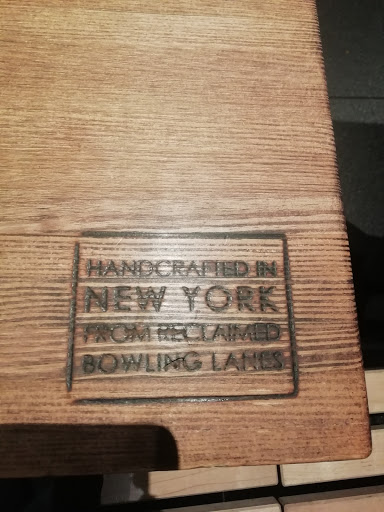 HANDCRAFTED IN
NEW YORK
FROM RECLAIMED
BOWLING LANES